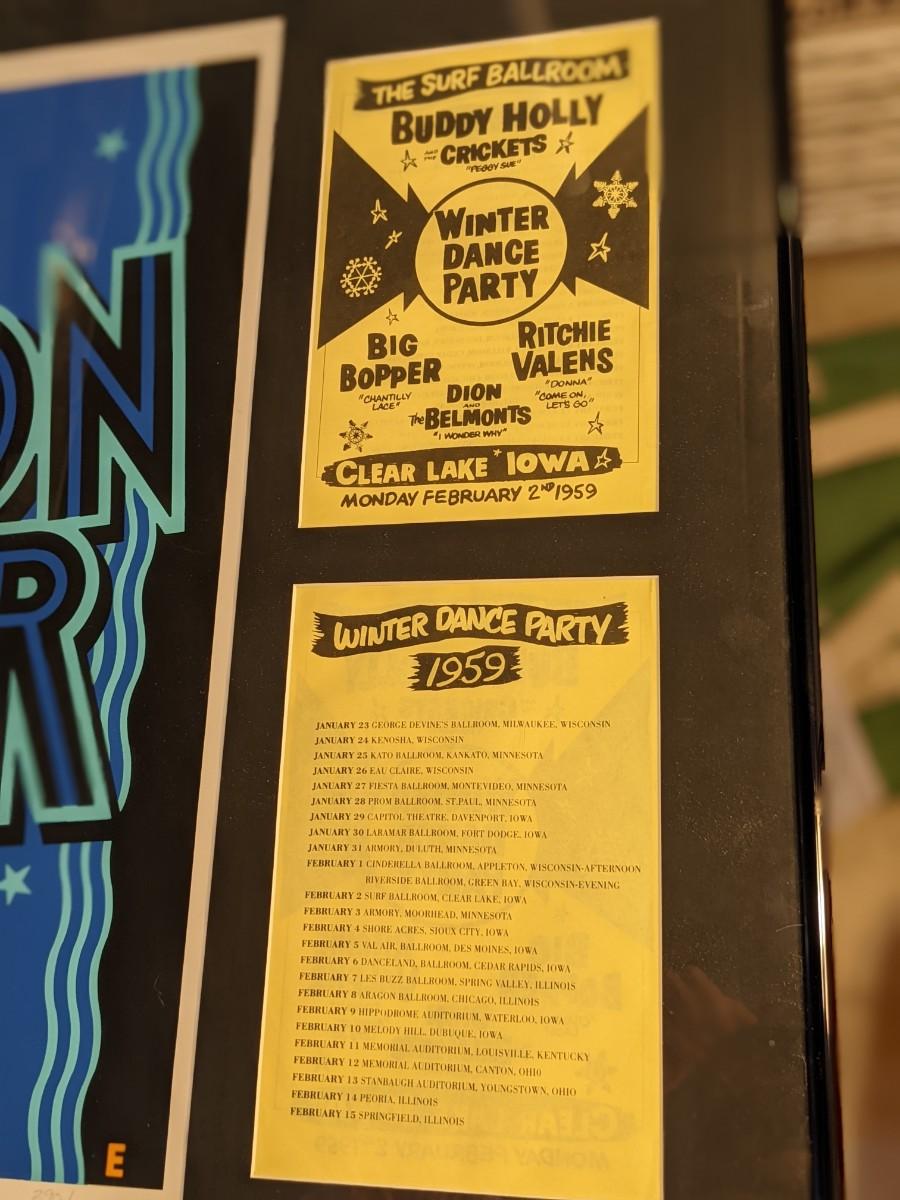 ON
R
E
THE SURF BALLROOM
BUDDY HOLLY
AND THE CRICKETS
"PEGGY SUE"
WINTER
DANCE
PARTY
BIG
BOPPER
"CHANTILLY
LACE"
RITCHIE
VALENS
"DONNA"
"COME ON,
LET'S GO"
DION
AND
The BELMONTS
"I WONDER WHY"
CLEAR LAKE IOWA
MONDAY FEBRUARY 2ND 1959
WINTER DANCE PARTY
1959
JANUARY 23 GEORGE DEVINE'S BALLROOM, MILWAUKEE, WISCONSIN
JANUARY 24 KENOSHA, WISCONSIN
JANUARY 25 KATO BALLROOM, KANKATO, MINNESOTA
JANUARY 26 EAU CLAIRE, WISCONSIN
JANUARY 27 FIESTA BALLROOM, MONTEVIDEO, MINNESOTA
JANUARY 28 PROM BALLROOM, ST.PAUL, MINNESOTA
JANUARY 29 CAPITOL THEATRE, DAVENPORT, IOWA
JANUARY 30 LARAMAR BALLROOM, FORT DODGE, IOWA
JANUARY 31 ARMORY, DULUTH, MINNESOTA
FEBRUARY 1 CINDERELLA BALLROOM, APPLETON, WISCONSIN-AFTERNOON
RIVERSIDE BALLROOM, GREEN BAY, WISCONSIN-EVENING
FEBRUARY 2 SURF BALLROOM, CLEAR LAKE, IOWA
FEBRUARY 3 ARMORY, MOORHEAD, MINNESOTA
FEBRUARY 4 SHORE ACRES, SIOUX CITY, IOWA
FEBRUARY 5 VAL AIR, BALLROOM, DES MOINES, IOWA
FEBRUARY 6 DANCELAND, BALLROOM, CEDAR RAPIDS, IOWA
FEBRUARY 7 LES BUZZ BALLROOM, SPRING VALLEY, ILLINOIS
FEBRUARY 8 ARAGON BALLROOM, CHICAGO, ILLINOIS
FEBRUARY 9 HIPPODROME AUDITORIUM, WATERLOO, IOWA
FEBRUARY 10 MELODY HILL, DUBUQUE, IOWA
FEBRUARY 11 MEMORIAL AUDITORIUM, LOUISVILLE, KENTUCKY
FEBRUARY 12 MEMORIAL AUDITORIUM, CANTON, OHIO
FEBRUARY 13 STANBAUGH AUDITORIUM, YOUNGSTOWN, OHIO
FEBRUARY 14 PEORIA, ILLINOIS
FEBRUARY 15 SPRINGFIELD, ILLINOIS